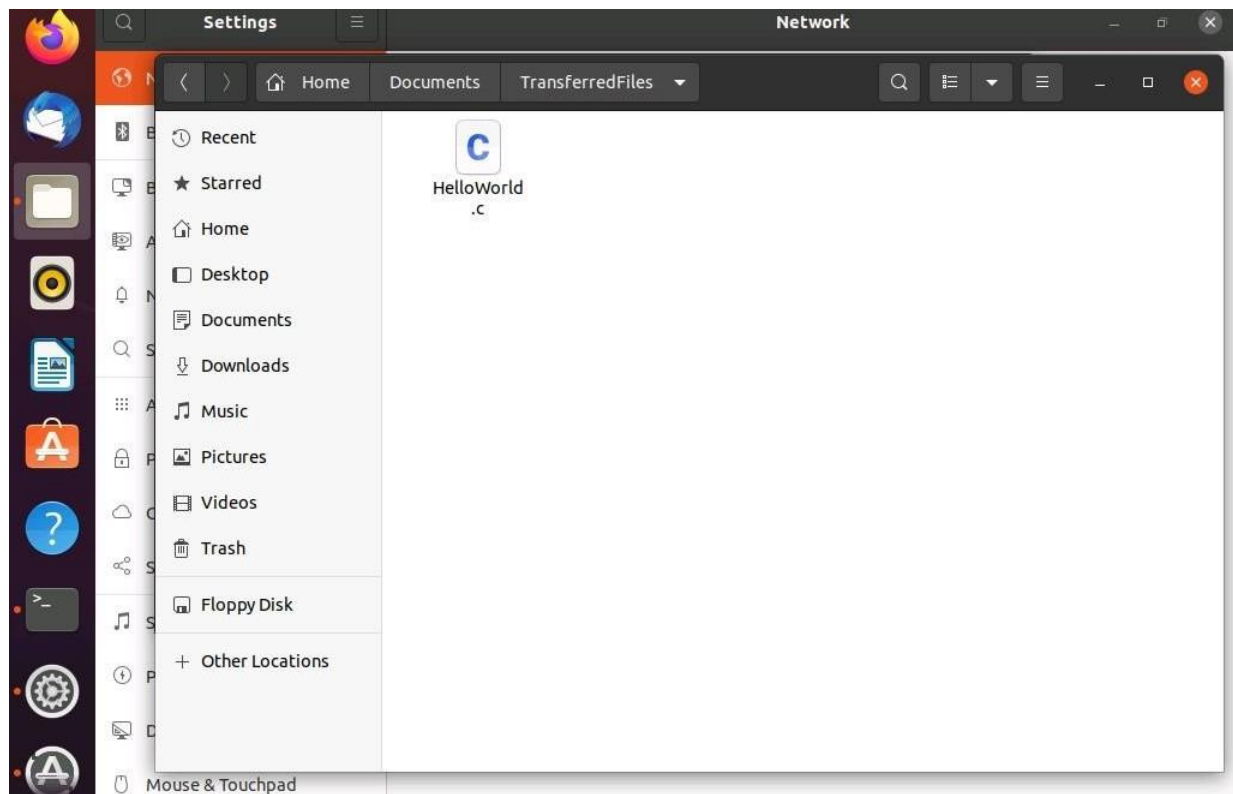 Settings
Network
Home
Documents
TransferredFiles
Recent
Starred
Home
Desktop
Documents
Downloads
Music
Pictures
Videos
Trash
Floppy Disk
Other Locations
C
HelloWorld
.c
N
B
B
A
N
S
A
P
O
S
S
P
D
Mouse & Touchpad